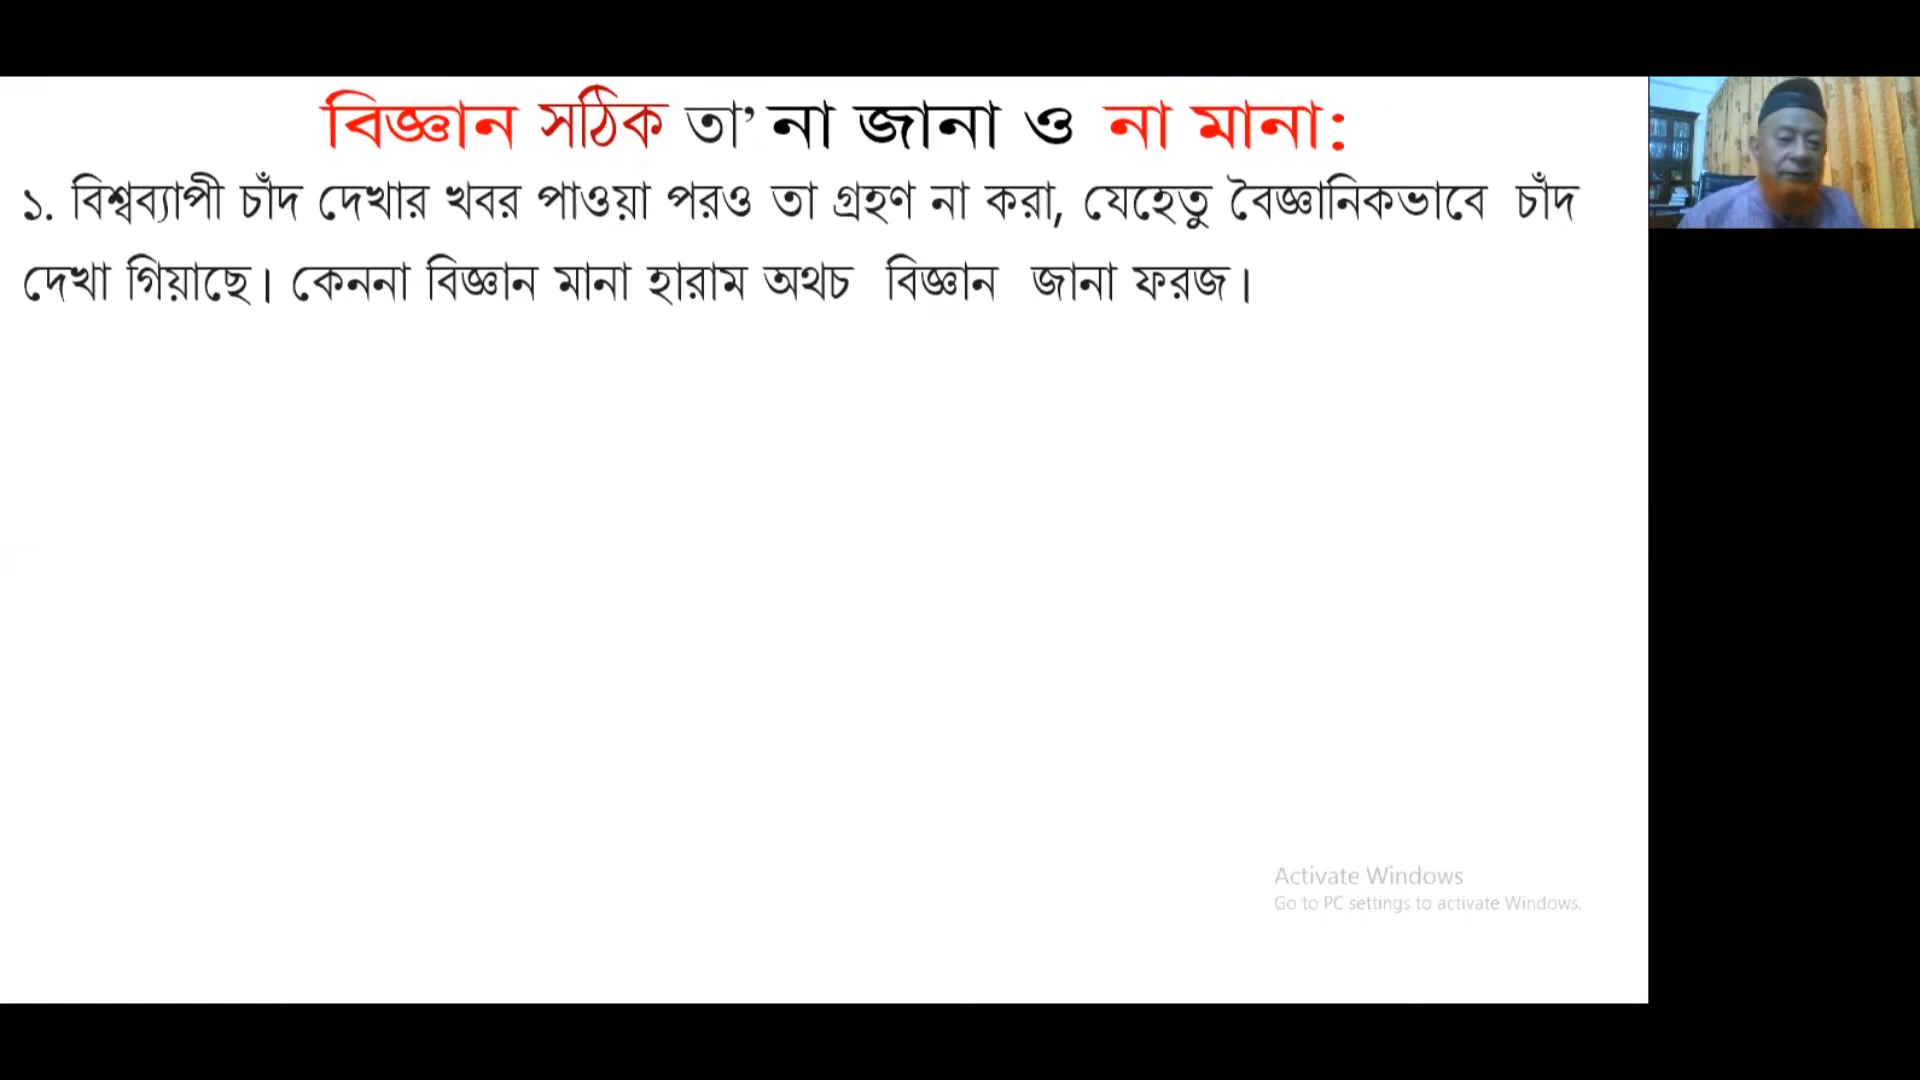 বিজ্ঞান সঠিক তা’ না জানা ও না মানা:
১. বিশ্বব্যাপী চাঁদ দেখার খবর পাওয়া পরও তা গ্রহণ না করা, যেহেতু বৈজ্ঞানিকভাবে চাঁদ
দেখা গিয়াছে। কেননা বিজ্ঞান মানা হারাম অথচ বিজ্ঞান জানা ফরজ।
Activate Windows
Go to PC settings to activate Windows.